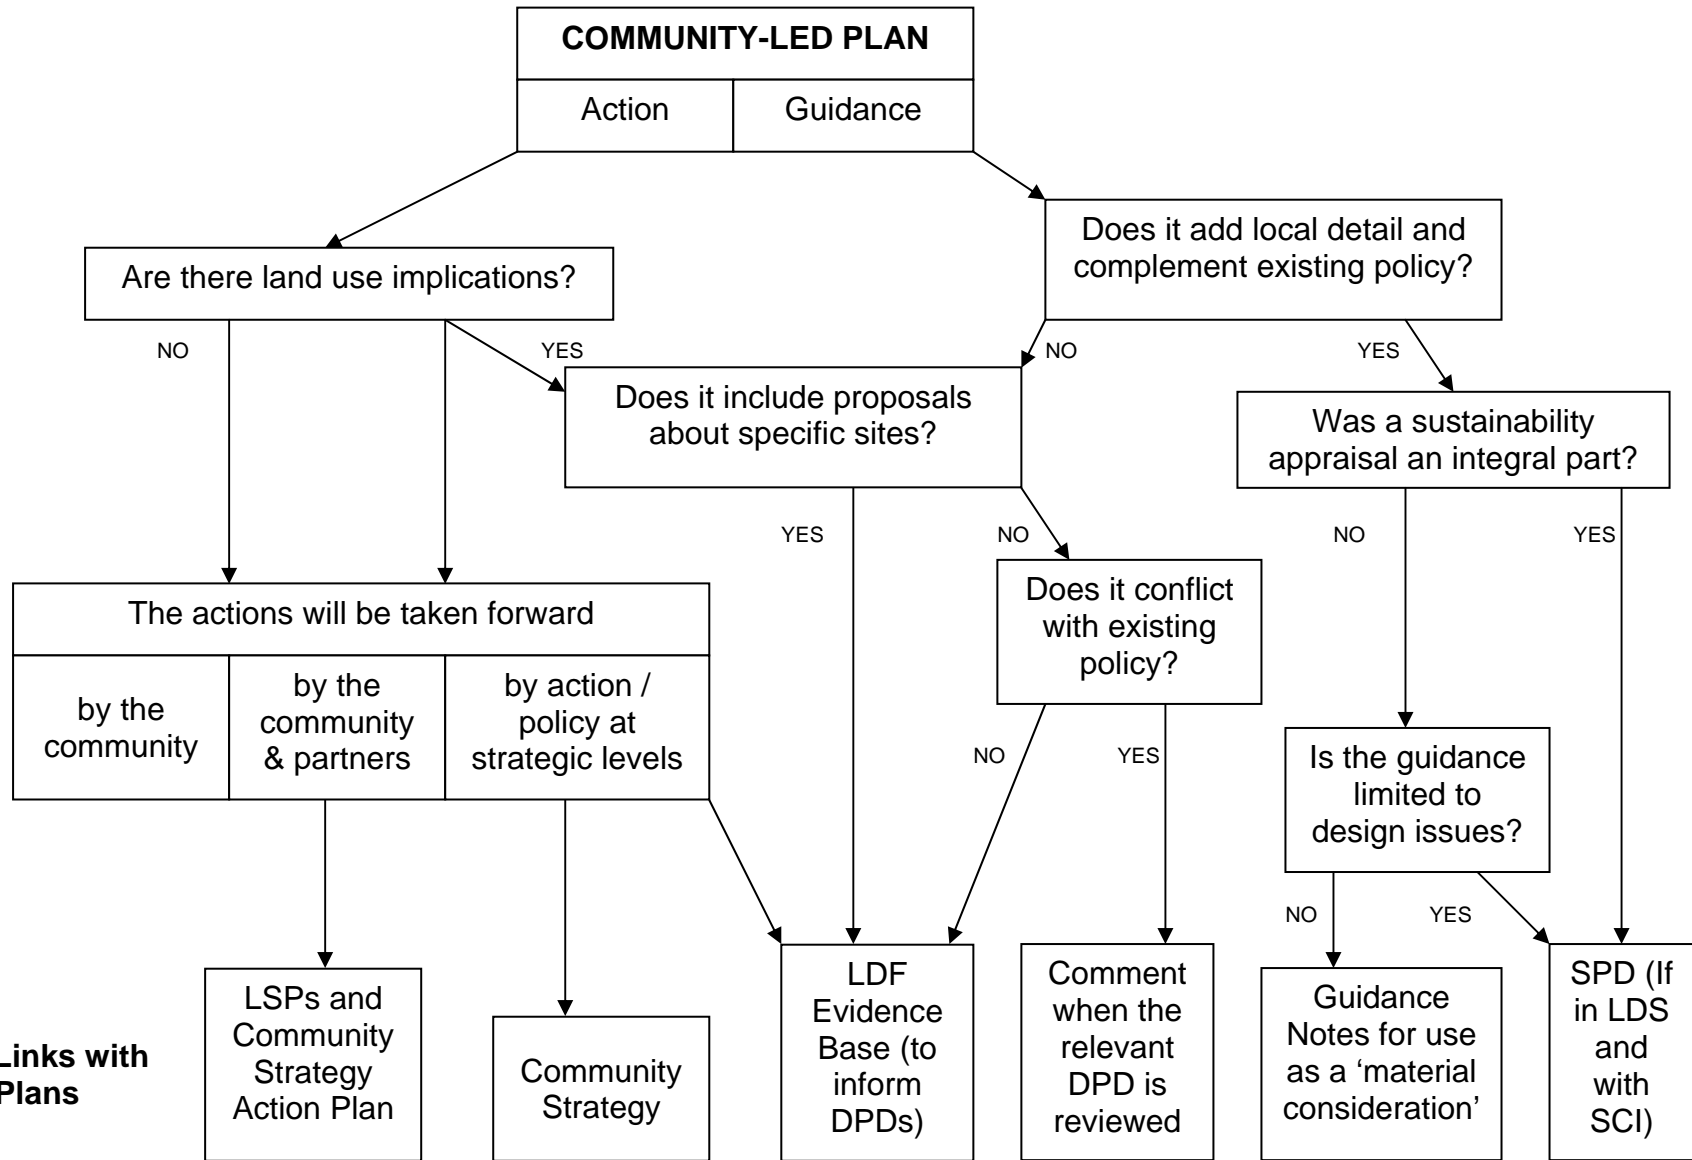 COMMUNITY-LED PLAN
Action
Guidance
Does it add local detail and
complement existing policy?
Are there land use implications?
NO
YES
NO
YES
Does it include proposals
about specific sites?
Was a sustainability
appraisal an integral part?
YES
NO
NO
YES
The actions will be taken forward
by the
community
by the
community
& partners
by action /
policy at
strategic levels
Does it conflict
with existing
policy?
NO
YES
Is the guidance
limited to
design issues?
NO
YES
Links with
Plans
LSPs and
Community
Strategy
Action Plan
Community
Strategy
LDF
Evidence
Base (to
inform
DPDs)
Comment
when the
relevant
DPD is
reviewed
Guidance
Notes for use
as a ‘material
consideration’
SPD (If
in LDS
and
with
SCI)